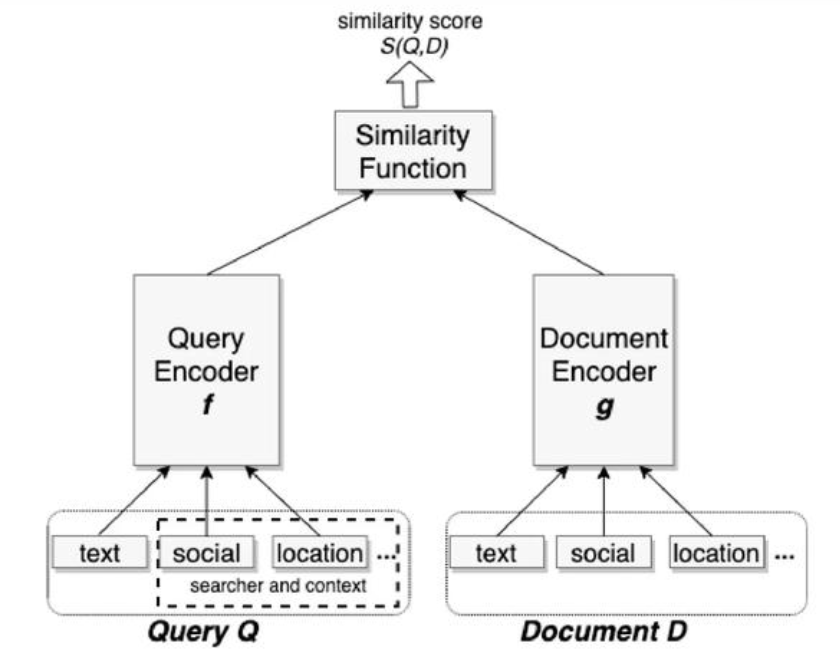 similarity score
S(Q,D)
Similarity
Function
Query
Encoder
f
Document
Encoder
g
text
social
location
...
searcher and context
text
social
location
...
Query Q
Document D